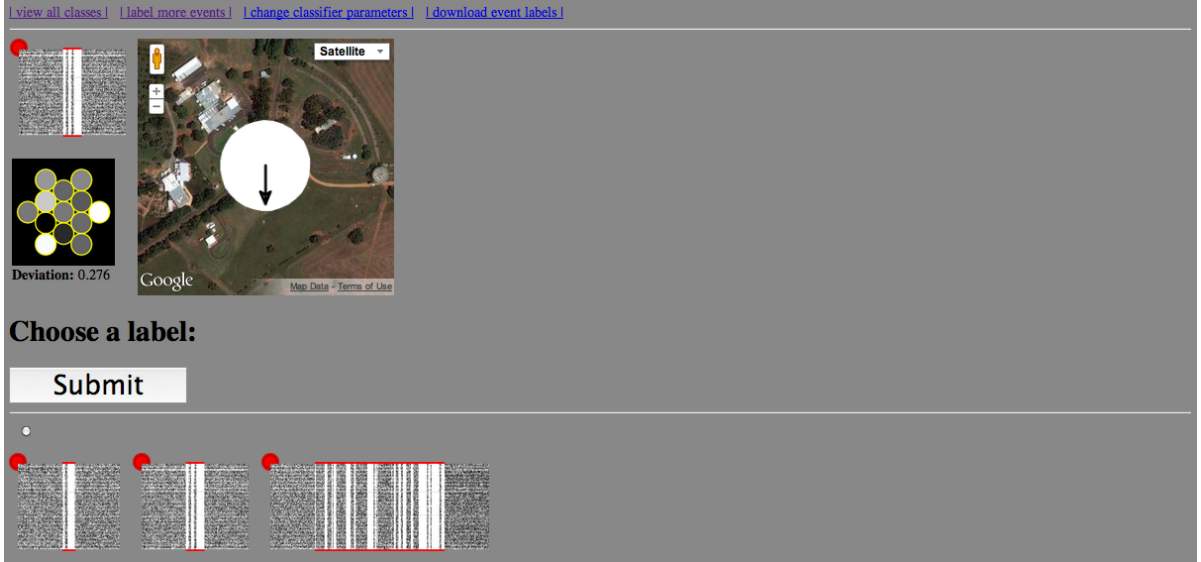 | view all classes | | label more events | | change classifier parameters | | download event labels |
Satellite
+
−
Deviation: 0.276
Google
Map Data - Terms of Use
Choose a label:
Submit